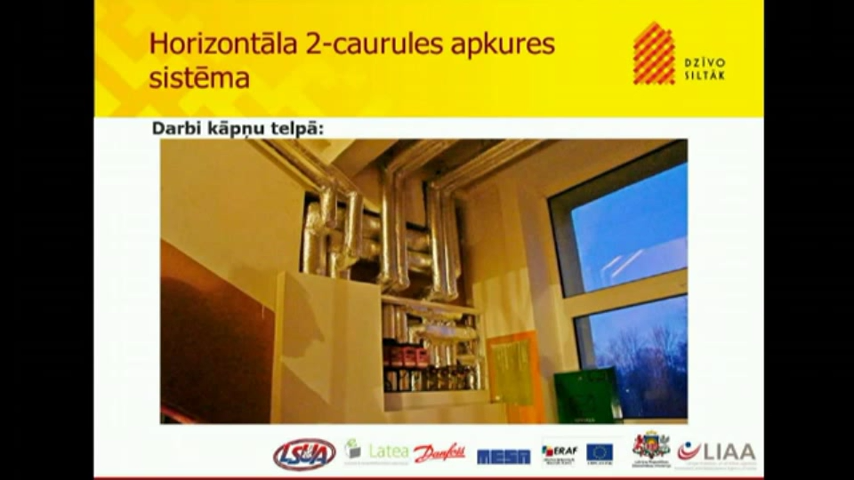 Horizontāla 2-caurules apkures
sistēma
DZĪVO
SILTĀK
Darbi kāpņu telpā:
LSUA
Latea
Danfoss
MESA
ERAF
LIAA